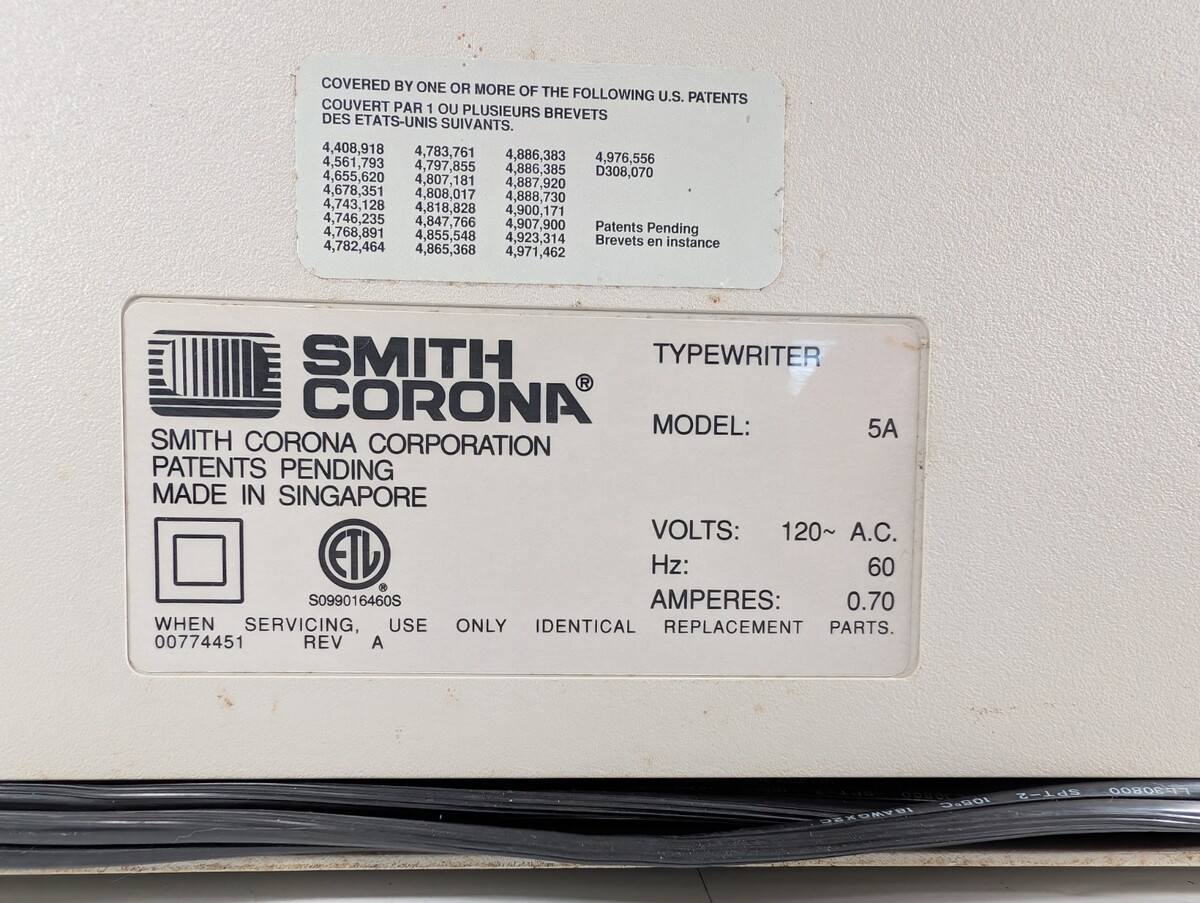 COVERED BY ONE OR MORE OF THE FOLLOWING U.S. PATENTS
COUVERT PAR 1 OU PLUSIEURS BREVETS
DES ETATS-UNIS SUIVANTS.
4,408,918 4,783,761 4,886,383 4,976,556
4,561,793 4,797,855 4,886,385 D308,070
4,655,620 4,807,181 4,887,920
4,678,351 4,808,017 4,888,730
4,743,128 4,818,828 4,900,171
4,746,235 4,847,766 4,907,900 Patents Pending
4,768,891 4,855,548 4,923,314 Brevets en instance
4,782,464 4,865,368 4,971,462
SMITH
CORONA®
TYPEWRITER
MODEL: 5A
SMITH CORONA CORPORATION
PATENTS PENDING
MADE IN SINGAPORE
VOLTS: 120~ A.C.
Hz: 60
AMPERES: 0.70
ETL®
S099016460S
WHEN SERVICING, USE ONLY IDENTICAL REPLACEMENT PARTS.
00774451 REV A
LL30800 SPT-2 105°C 18AWGX2C